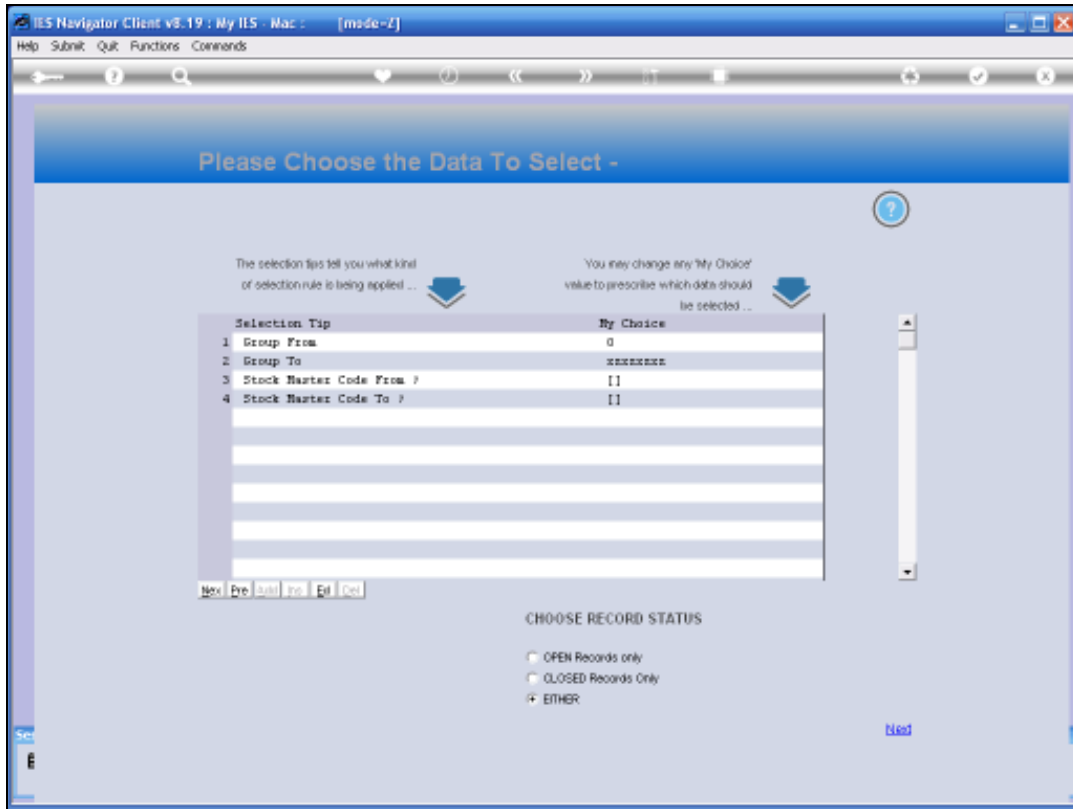 IES Navigator Client v8.19 : My IES - Mac : [mode=Z]
Help Submit Quit Functions Commands
Please Choose the Data To Select -
The selection tips tell you what kind
of selection rule is being applied ...
You may change any 'My Choice'
value to prescribe which data should
be selected ...
Selection Tip My Choice
1 Group From 0
2 Group To zzzzzzzz
3 Stock Master Code From ? []
4 Stock Master Code To ? []
Nex Pre Add Ins Del
CHOOSE RECORD STATUS
OPEN Records only
CLOSED Records Only
EITHER
Next